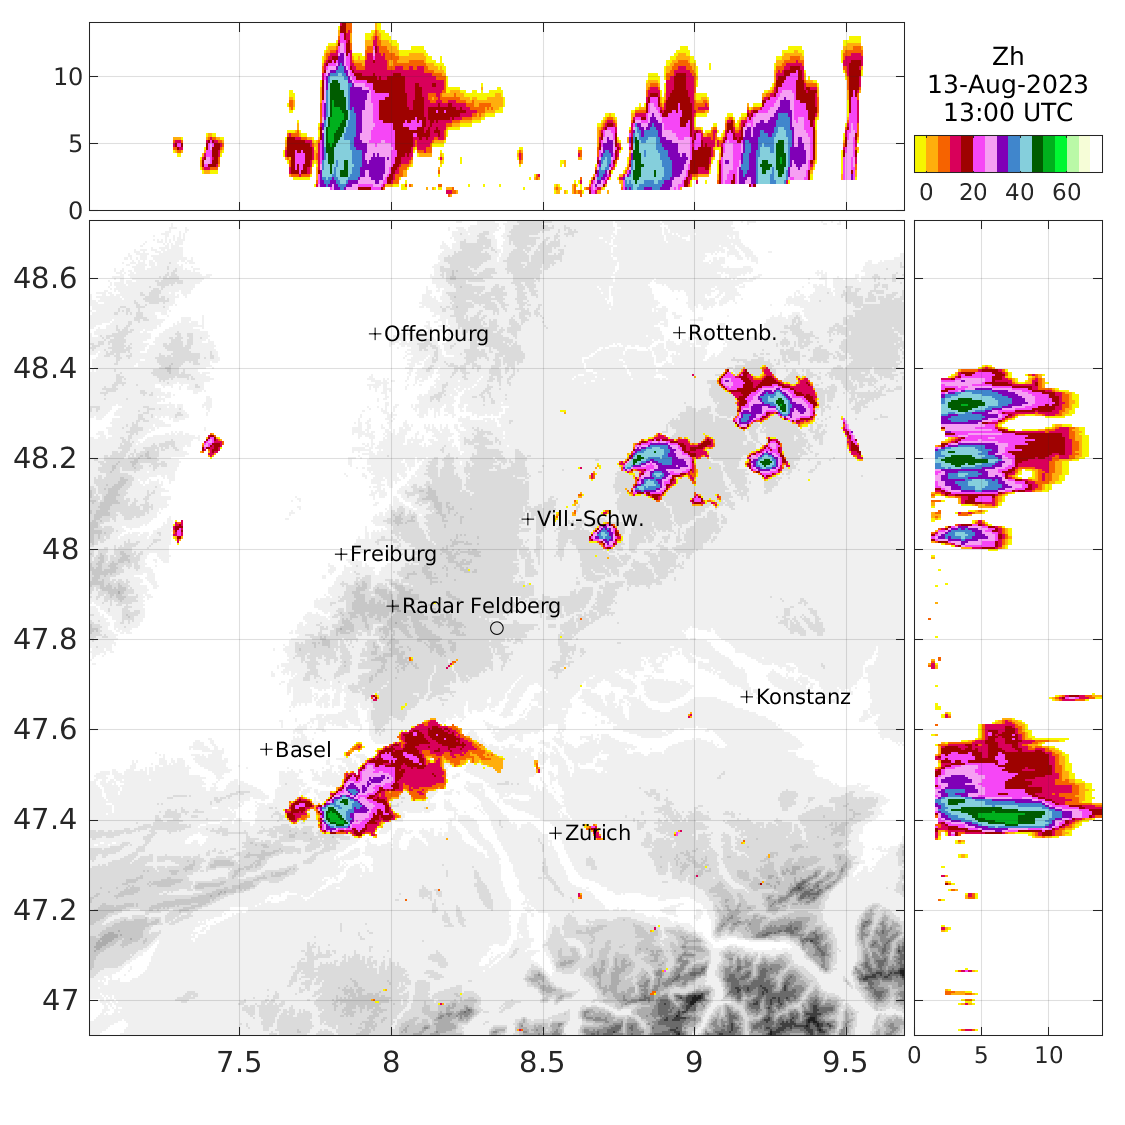 10
5
0
Zh
13-Aug-2023
13:00 UTC
0 20 40 60
48.6
48.4
48.2
48
47.8
47.6
47.4
47.2
47
+Offenburg
+Rottenb.
+Vill.-Schw.
+Freiburg
+Radar Feldberg
+Konstanz
+Basel
+Zürich
7.5 8 8.5 9 9.5
0 5 10